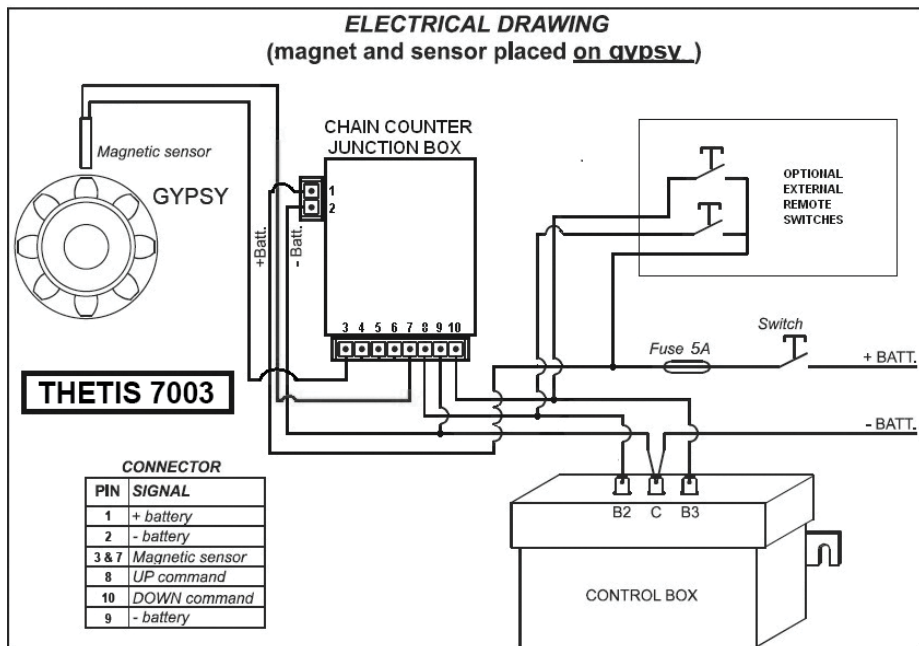 ELECTRICAL DRAWING
(magnet and sensor placed on gypsy )
Magnetic sensor
GYPSY
CHAIN COUNTER
JUNCTION BOX
1
2
+Batt.
- Batt.
3 4 5 6 7 8 9 10
OPTIONAL
EXTERNAL
REMOTE
SWITCHES
Fuse 5A
Switch
+ BATT.
- BATT.
THETIS 7003
CONNECTOR
PIN SIGNAL
1 + battery
2 - battery
3 & 7 Magnetic sensor
8 UP command
10 DOWN command
9 - battery
B2 C B3
CONTROL BOX